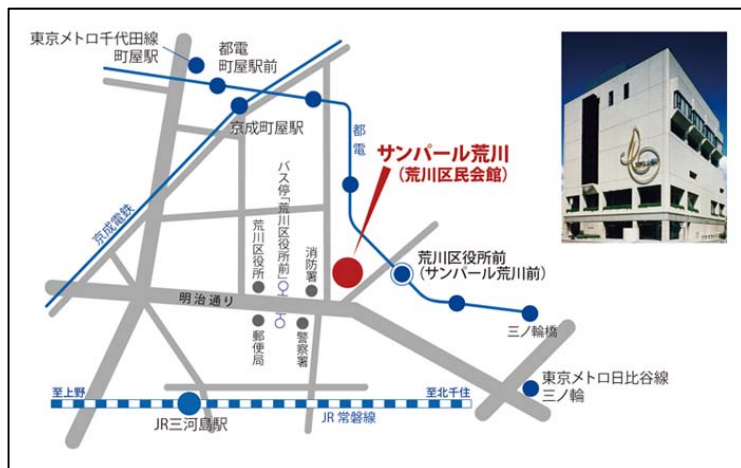 東京メトロ千代田線
町屋駅
都電
町屋駅前
京成町屋駅
都電
サンパール荒川
(荒川区民会館)
京成電鉄
バス停「荒川区役所前」
荒川区役所
消防署
荒川区役所前
(サンパール荒川前)
明治通り
郵便局
警察署
三ノ輪橋
東京メトロ日比谷線
三ノ輪
至上野
至北千住
JR三河島駅
JR 常磐線